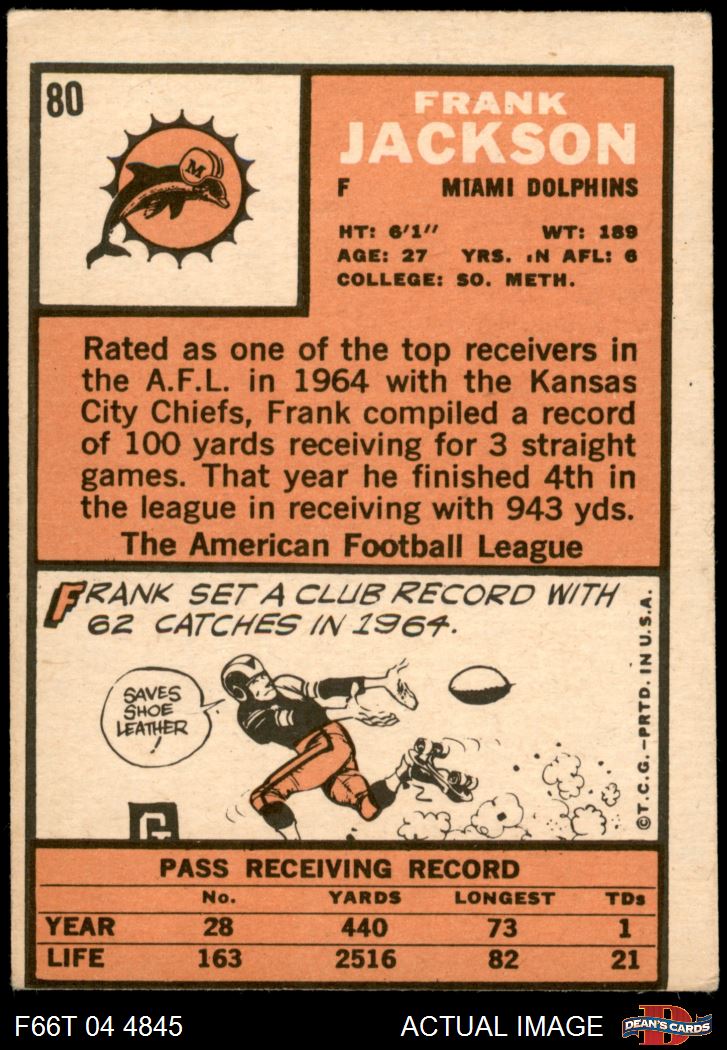 80
M
FRANK
JACKSON
F MIAMI DOLPHINS
HT: 6'1" WT: 189
AGE: 27 YRS. IN AFL: 6
COLLEGE: SO. METH.
Rated as one of the top receivers in
the A.F.L. in 1964 with the Kansas
City Chiefs, Frank compiled a record
of 100 yards receiving for 3 straight
games. That year he finished 4th in
the league in receiving with 943 yds.
The American Football League
FRANK SET A CLUB RECORD WITH
62 CATCHES IN 1964.
SAVES
SHOE
LEATHER
!
G
©T.C.G.-PRTD. IN U.S.A.
PASS RECEIVING RECORD
No. YARDS LONGEST TDs
YEAR 28 440 73 1
LIFE 163 2516 82 21
F66T 04 4845 ACTUAL IMAGE
D
DEAN'S CARDS